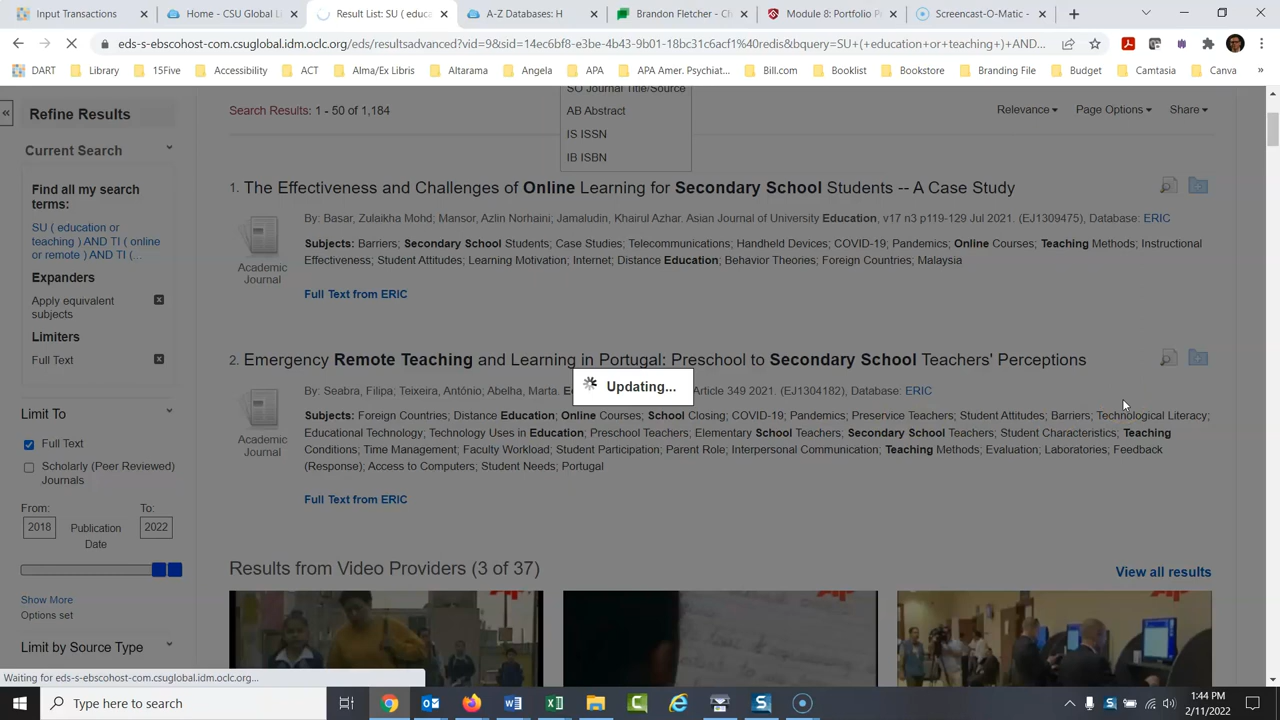 Input Transactions
Home - CSU Global Li
Result List: SU ( educa
A-Z Databases: H
Brandon Fletcher - Ch
Module 8: Portfolio P
Screencast-O-Matic -
eds-s-ebscohost-com.csuglobal.idm.oclc.org/eds/resultsadvanced?vid=9&sid=fa4c6bf8-e3be-4b43-9b01-18bc31c6acf1%40redis&bquery=SU+(+education+or+teaching+)+AND...
DART
Library
15Five
Accessibility
ACT
Alma/Ex Libris
Altarama
Angela
APA
APA Amer. Psychiat...
Bill.com
Booklist
Bookstore
Branding File
Budget
Camtasia
Canva
»
«
Refine Results
Current Search
Find all my search
terms:
SU ( education or
teaching ) AND TI ( online
or remote ) AND TI (...
Expanders
Apply equivalent
subjects
Limiters
Full Text
Limit To
Full Text
Scholarly (Peer Reviewed)
Journals
From:
To:
2018
Publication
Date
2022
Show More
Options set
Limit by Source Type
SO Journal Title/Source
AB Abstract
IS ISSN
IB ISBN
Search Results: 1 - 50 of 1,184
Relevance
Page Options
Share
1. The Effectiveness and Challenges of Online Learning for Secondary School Students -- A Case Study
By: Basar, Zulaikha Mohd; Mansor, Azlin Norhaini; Jamaludin, Khairul Azhar. Asian Journal of University Education, v17 n3 p119-129 Jul 2021. (EJ1309475), Database: ERIC
Academic
Journal
Subjects: Barriers; Secondary School Students; Case Studies; Telecommunications; Handheld Devices; COVID-19; Pandemics; Online Courses; Teaching Methods; Instructional
Effectiveness; Student Attitudes; Learning Motivation; Internet; Distance Education; Behavior Theories; Foreign Countries; Malaysia
Full Text from ERIC
2. Emergency Remote Teaching and Learning in Portugal: Preschool to Secondary School Teachers' Perceptions
By: Seabra, Filipa; Teixeira, António; Abelha, Marta. Article 349 2021. (EJ1304182), Database: ERIC
Updating...
Academic
Journal
Subjects: Foreign Countries; Distance Education; Online Courses; School Closing; COVID-19; Pandemics; Preservice Teachers; Student Attitudes; Barriers; Technological Literacy;
Educational Technology; Technology Uses in Education; Preschool Teachers; Elementary School Teachers; Secondary School Teachers; Student Characteristics; Teaching
Conditions; Time Management; Faculty Workload; Student Participation; Parent Role; Interpersonal Communication; Teaching Methods; Evaluation; Laboratories; Feedback
(Response); Access to Computers; Student Needs; Portugal
Full Text from ERIC
Results from Video Providers (3 of 37)
View all results
Waiting for eds-s-ebscohost-com.csuglobal.idm.oclc.org...
Type here to search
1:44 PM
2/11/2022